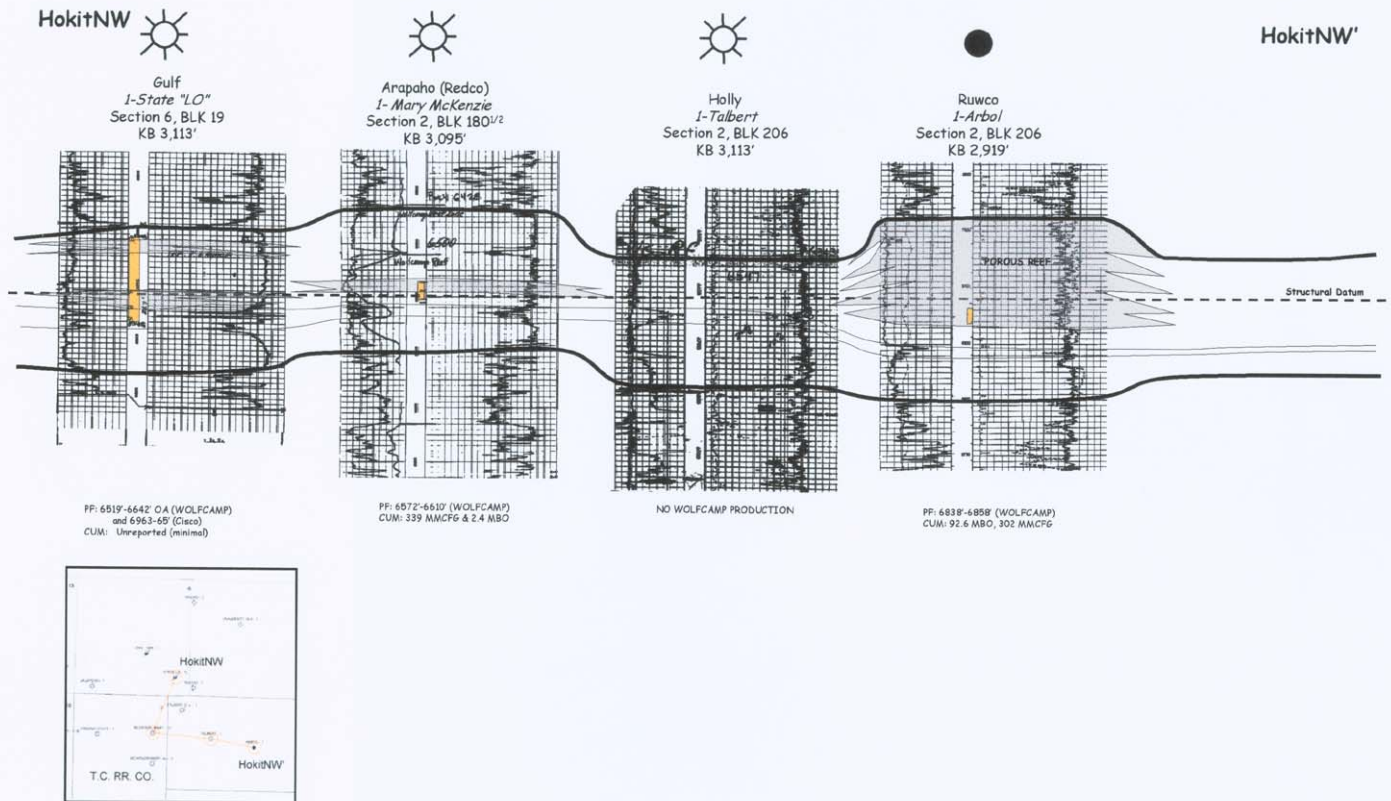 HokitNW
HokitNW'
Gulf
1-State "LO"
Section 6, BLK 19
KB 3,113'
Arapaho (Redco)
1- Mary McKenzie
Section 2, BLK 180 1/2
KB 3,095'
Holly
1-Talbert
Section 2, BLK 206
KB 3,113'
Ruwco
1-Arbol
Section 2, BLK 206
KB 2,919'
6500
Wolfcamp Reef
6547
POROUS REEF
Structural Datum
PF: 6519'-6642' OA (WOLFCAMP)
and 6963-65' (Cisco)
CUM: Unreported (minimal)
PF: 6572'-6610' (WOLFCAMP)
CUM: 339 MMCFG & 2.4 MBO
NO WOLFCAMP PRODUCTION
PF: 6838'-6858' (WOLFCAMP)
CUM: 92.6 MBO, 302 MMCFG
HokitNW
HokitNW'
T.C. RR. CO.